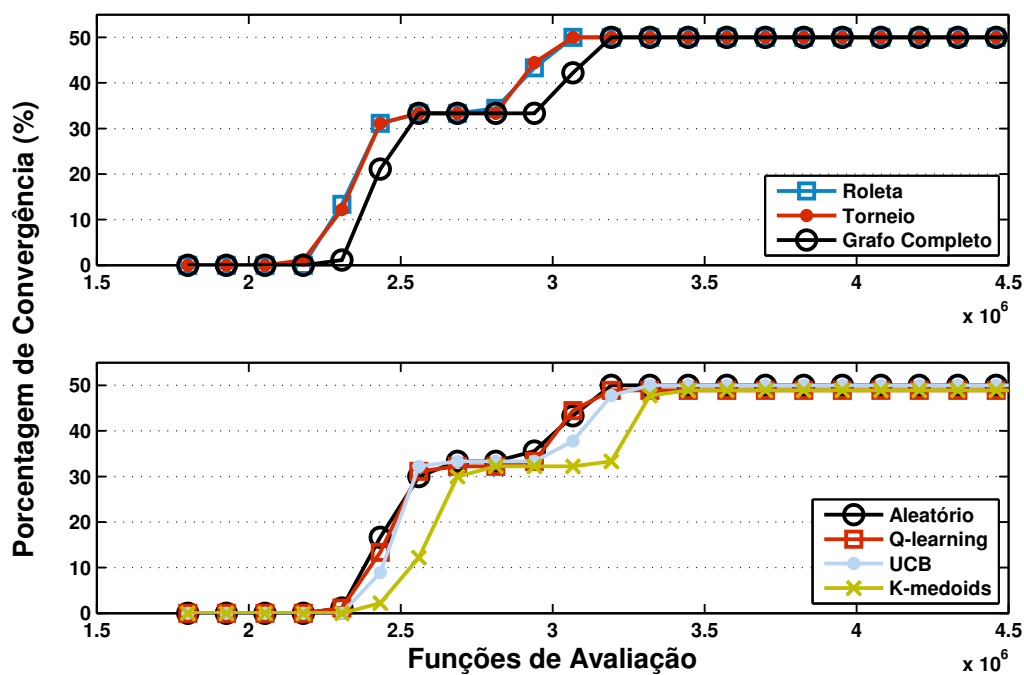 Porcentagem de Convergência (%)
50
40
30
20
10
0
1.5 2 2.5 3 3.5 4 4.5
x 10^6
Roleta
Torneio
Grafo Completo
50
40
30
20
10
0
1.5 2 2.5 3 3.5 4 4.5
x 10^6
Aleatório
Q-learning
UCB
K-medoids
Funções de Avaliação